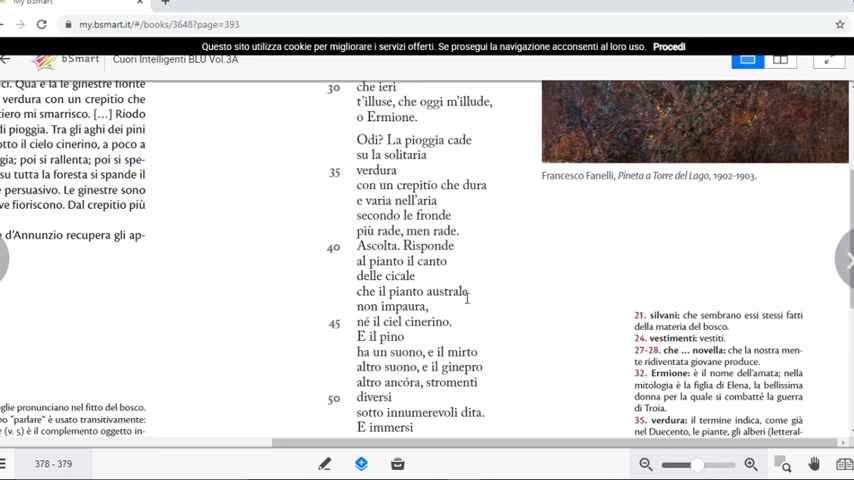 My bSmart
my.bsmart.it/#/books/3648?page=393
Questo sito utilizza cookie per migliorare i servizi offerti. Se prosegui la navigazione acconsenti al loro uso. Procedi
bSmart Cuori Intelligenti BLU Vol.3A
ci. Qua e là le ginestre fiorite
verdura con un crepitio che
tiero mi smarrisco. […] Riodo
di pioggia. Tra gli aghi dei pini
otto il cielo cinerino, a poco a
gia; poi si rallenta; poi si spe-
su tutta la foresta si spande il
e persuasivo. Le ginestre sono
ve fioriscono. Dal crepitio più
e d'Annunzio recupera gli ap-
oglie pronunciano nel fitto del bosco.
po "parlare" è usato transitivamente:
e (v. 5) è il complemento oggetto in-
30 che ieri
t'illuse, che oggi m'illude,
o Ermione.
Odi? La pioggia cade
su la solitaria
35 verdura
con un crepitío che dura
e varia nell'aria
secondo le fronde
più rade, men rade.
40 Ascolta. Risponde
al pianto il canto
delle cicale
che il pianto australe
non impaura,
45 né il ciel cinerino.
E il pino
ha un suono, e il mirto
altro suono, e il ginepro
altro ancóra, stromenti
50 diversi
sotto innumerevoli dita.
E immersi
Francesco Fanelli, Pineta a Torre del Lago, 1902-1903.
21. silvani: che sembrano essi stessi fatti
della materia del bosco.
24. vestimenti: vestiti.
27-28. che ... novella: che la nostra men-
te ridiventata giovane produce.
32. Ermione: è il nome dell'amata; nella
mitologia è la figlia di Elena, la bellissima
donna per la quale si combatté la guerra
di Troia.
35. verdura: il termine indica, come già
nel Duecento, le piante, gli alberi (letteral-
378 - 379